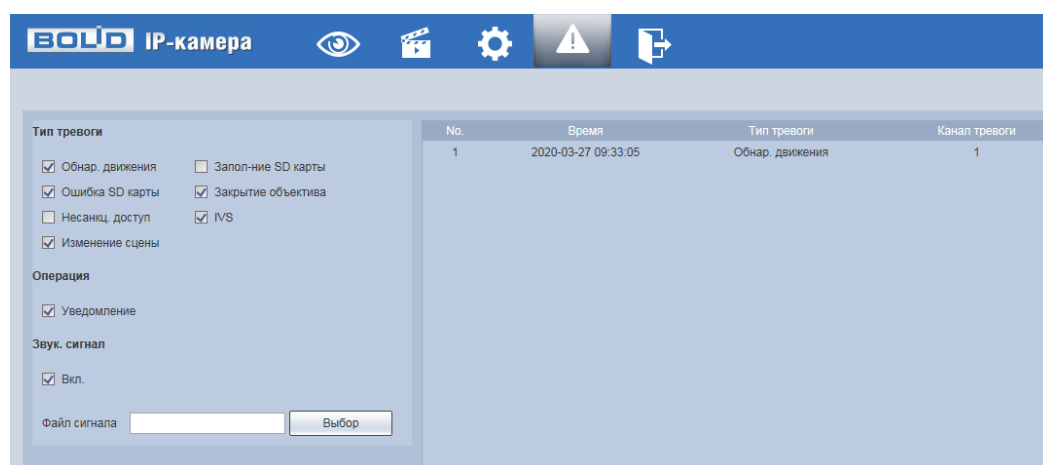 BOLID IP-камера
Тип тревоги
Обнар. движения Запол-ние SD карты
Ошибка SD карты Закрытие объектива
Несанкц. доступ IVS
Изменение сцены
Операция
Уведомление
Звук. сигнал
Вкл.
Файл сигнала Выбор
No. Время Тип тревоги Канал тревоги
1 2020-03-27 09:33:05 Обнар. движения 1